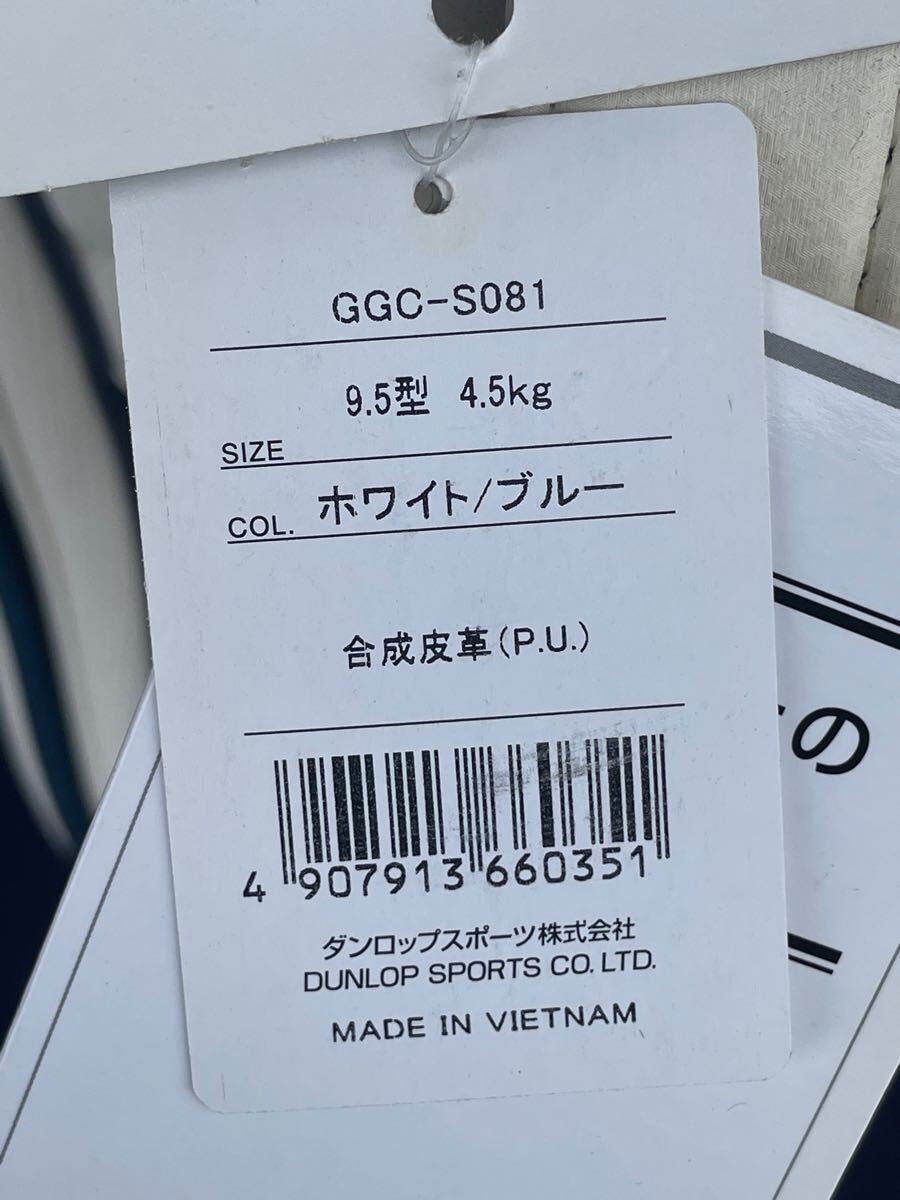 GGC-S081
9.5型 4.5kg
SIZE
COL. ホワイト/ブルー
合成皮革(P.U.)
4 907913 660351
ダンロップスポーツ株式会社
DUNLOP SPORTS CO. LTD.
MADE IN VIETNAM
の